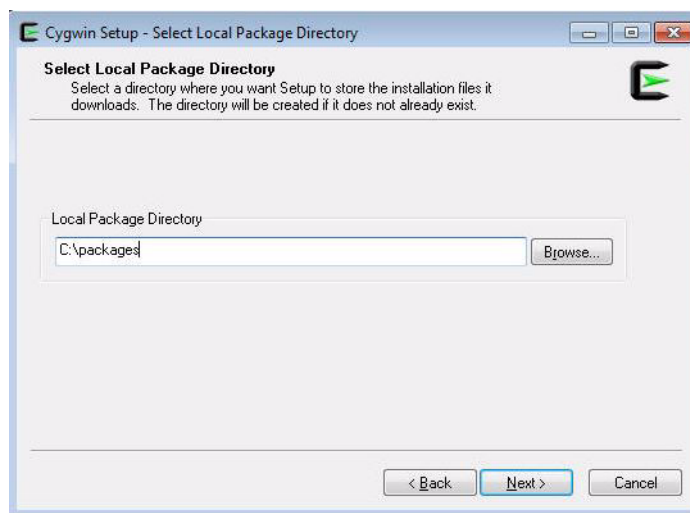 Cygwin Setup - Select Local Package Directory
Select Local Package Directory
Select a directory where you want Setup to store the installation files it
downloads. The directory will be created if it does not already exist.
Local Package Directory
C:\packages
Browse...
< Back
Next >
Cancel